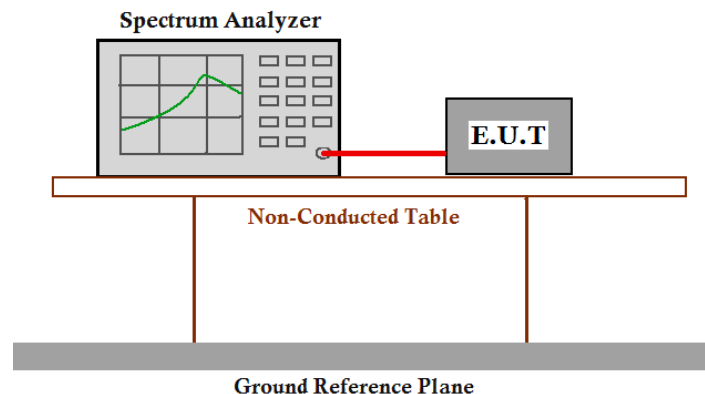 Spectrum Analyzer
E.U.T
Non-Conducted Table
Ground Reference Plane